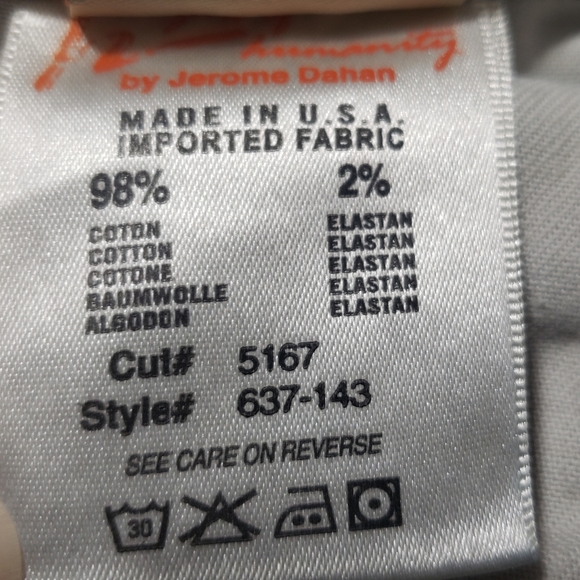 humanity
by Jerome Dahan
MADE IN U.S.A.
IMPORTED FABRIC
98% 2%
COTON ELASTAN
COTTON ELASTAN
COTONE ELASTAN
BAUMWOLLE ELASTAN
ALGODON ELASTAN
Cut# 5167
Style# 637-143
SEE CARE ON REVERSE
30